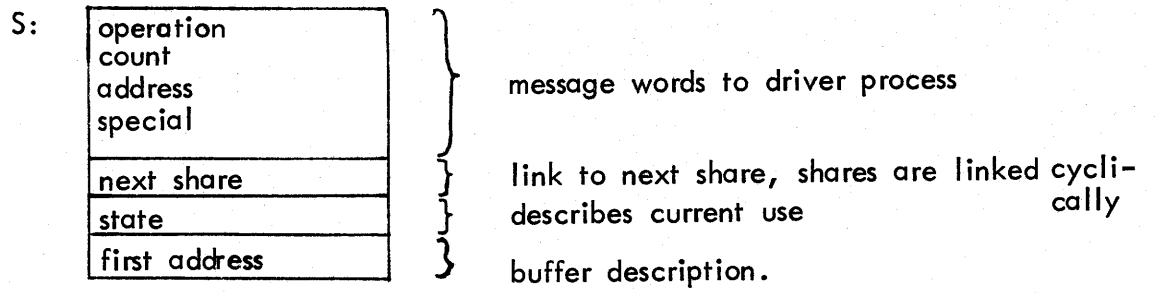 S:
operation
count
address
special
message words to driver process
next share
link to next share, shares are linked cycli-
cally
state
describes current use
first address
buffer description.